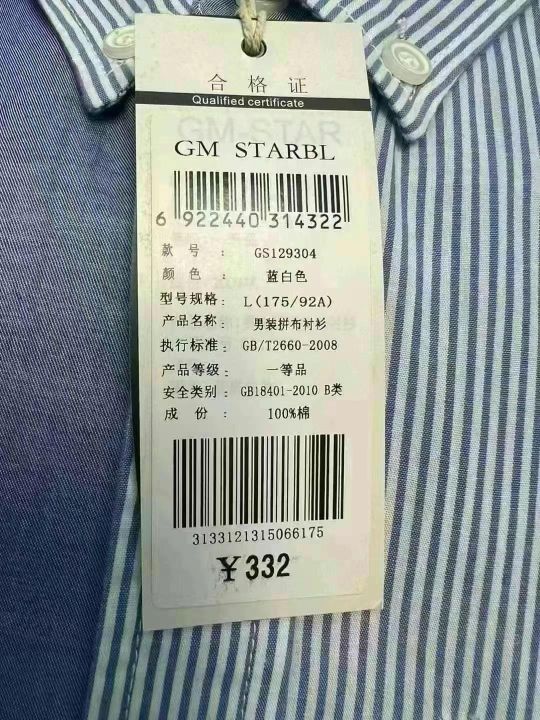 合格证
Qualified certificate
GM-STAR
GM STARBL
6 922440 314322
款号: GS129304
颜色: 蓝白色
型号规格: L(175/92A)
产品名称: 男装拼布衬衫
执行标准: GB/T2660-2008
产品等级: 一等品
安全类别: GB18401-2010 B类
成份: 100%棉
3133121315066175
¥332